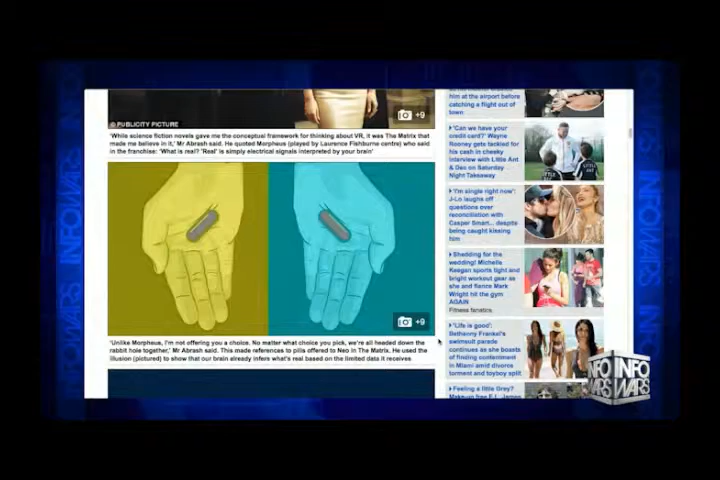 +9
© PUBLICITY PICTURE
'While science fiction novels gave me the conceptual framework for thinking about VR, it was The Matrix that
made me believe in it,' Mr Abrash said. He quoted Morpheus (played by Laurence Fishburne centre) who said
in the franchise: 'What is real? 'Real' is simply electrical signals interpreted by your brain'
+9
'Unlike Morpheus, I'm not offering you a choice. No matter what choice you pick, we're all headed down the
rabbit hole together,' Mr Abrash said. This made references to pills offered to Neo in The Matrix. He used the
illusion (pictured) to show that our brain already infers what's real based on the limited data it receives
him at the airport before
catching a flight out of
town
'Can we have your
credit card?' Wayne
Rooney gets tackled for
his cash in cheeky
interview with Little Ant
& Dec on Saturday
Night Takeaway
'I'm single right now':
J-Lo laughs off
questions over
reconciliation with
Casper Smart... despite
being caught kissing
him
Shedding for the
wedding! Michelle
Keegan sports tight and
bright workout gear as
she and fiance Mark
Wright hit the gym
AGAIN
Fitness fanatics.
'Life is good':
Bethenny Frankel's
swimsuit parade
continues as she boasts
of finding contentment
in Miami amid divorce
torment and toyboy split
Feeling a little Grey?
Make-up free E.L. James
INFO
WARS
INFO
WARS
INFOWARS